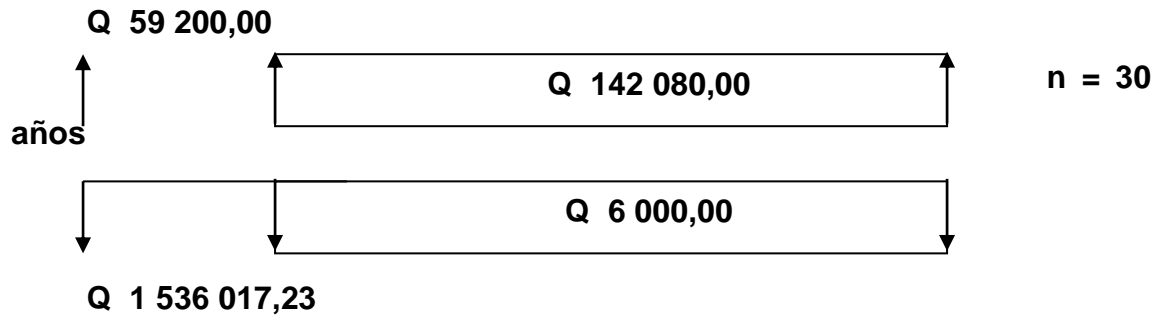 Q 59 200,00
Q 142 080,00
n = 30
años
Q 6 000,00
Q 1 536 017,23